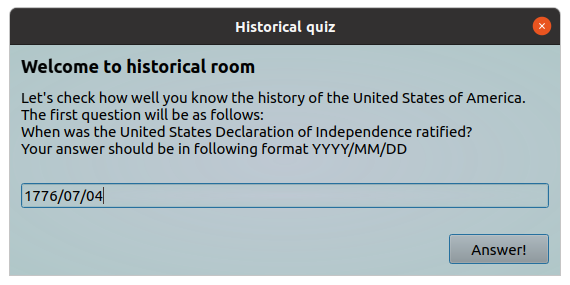 Historical quiz
Welcome to historical room
Let's check how well you know the history of the United States of America.
The first question will be as follows:
When was the United States Declaration of Independence ratified?
Your answer should be in following format YYYY/MM/DD
1776/07/04
Answer!